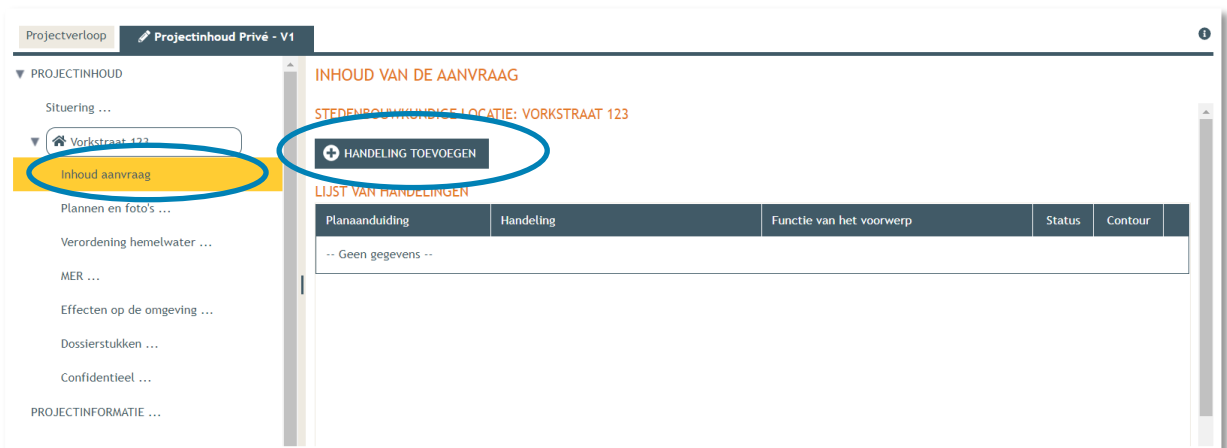 Projectverloop
Projectinhoud Privé - V1
PROJECTINHOUD
Situering ...
Vorkstraat 123
Inhoud aanvraag
Plannen en foto's ...
Verordening hemelwater ...
MER ...
Effecten op de omgeving ...
Dossierstukken ...
Confidentieel ...
PROJECTINFORMATIE ...
INHOUD VAN DE AANVRAAG
STEDENBOUWKUNDIGE LOCATIE: VORKSTRAAT 123
HANDELING TOEVOEGEN
LIJST VAN HANDELINGEN
Planaanduiding Handeling Functie van het voorwerp Status Contour
-- Geen gegevens --